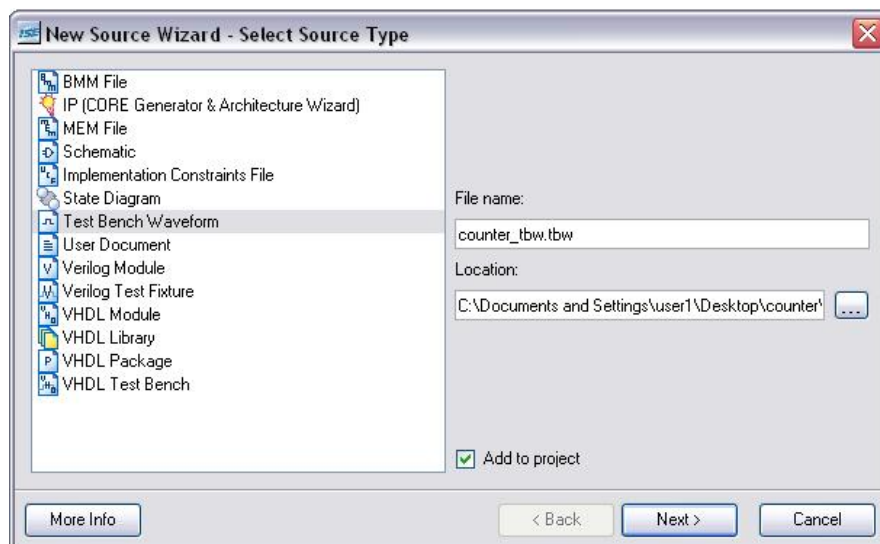 ISE New Source Wizard - Select Source Type
BMM File
IP (CORE Generator & Architecture Wizard)
MEM File
Schematic
Implementation Constraints File
State Diagram
Test Bench Waveform
User Document
Verilog Module
Verilog Test Fixture
VHDL Module
VHDL Library
VHDL Package
VHDL Test Bench
File name:
counter_tbw.tbw
Location:
C:\Documents and Settings\user1\Desktop\counter\
...
Add to project
More Info
< Back
Next >
Cancel